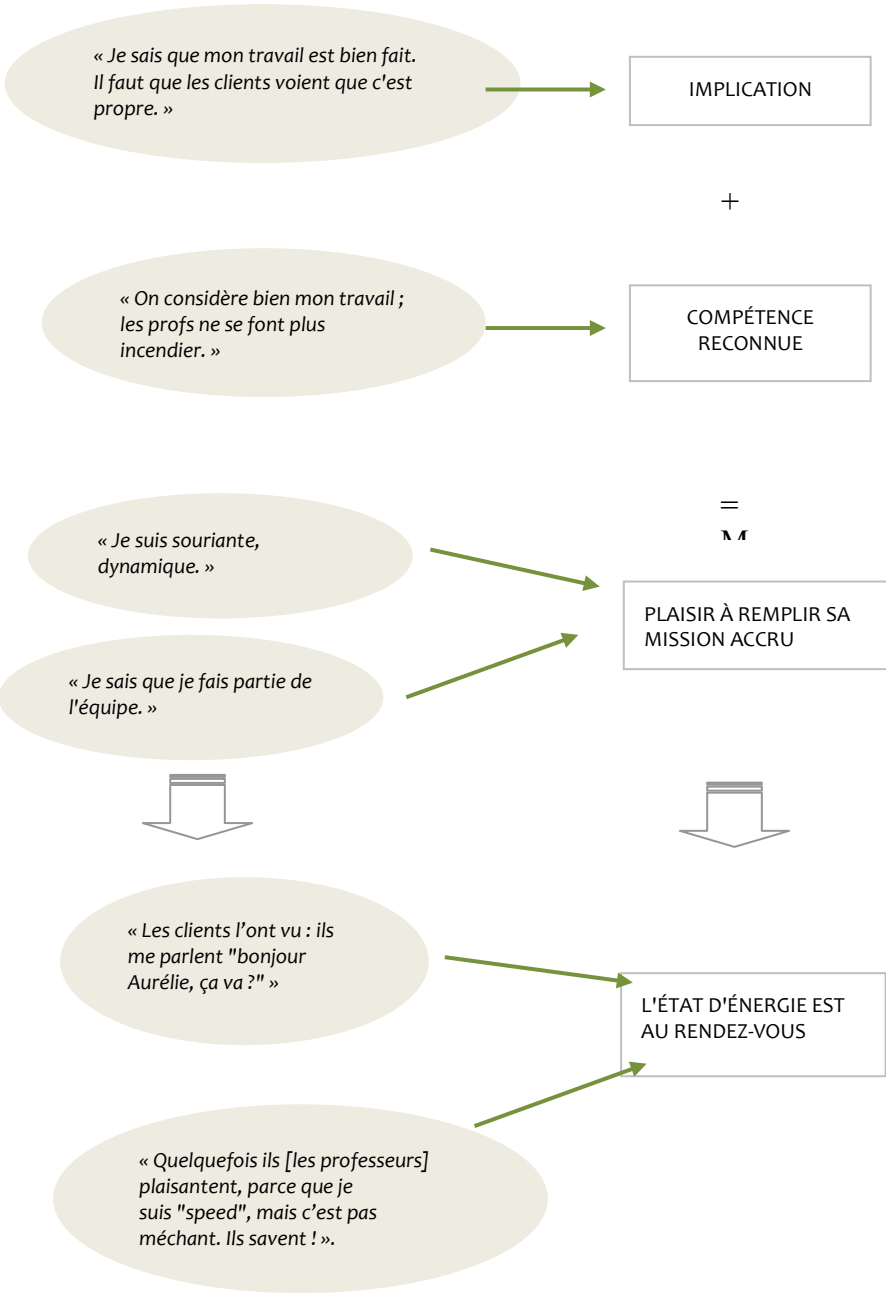 « Je sais que mon travail est bien fait.
Il faut que les clients voient que c'est
propre. »
IMPLICATION
+
« On considère bien mon travail ;
les profs ne se font plus
incendier. »
COMPÉTENCE
RECONNUE
=
« Je suis souriante,
dynamique. »
PLAISIR À REMPLIR SA
MISSION ACCRU
« Je sais que je fais partie de
l'équipe. »
« Les clients l’ont vu : ils
me parlent "bonjour
Aurélie, ça va ?" »
L'ÉTAT D'ÉNERGIE EST
AU RENDEZ-VOUS
« Quelquefois ils [les professeurs]
plaisantent, parce que je
suis "speed", mais c’est pas
méchant. Ils savent ! ».